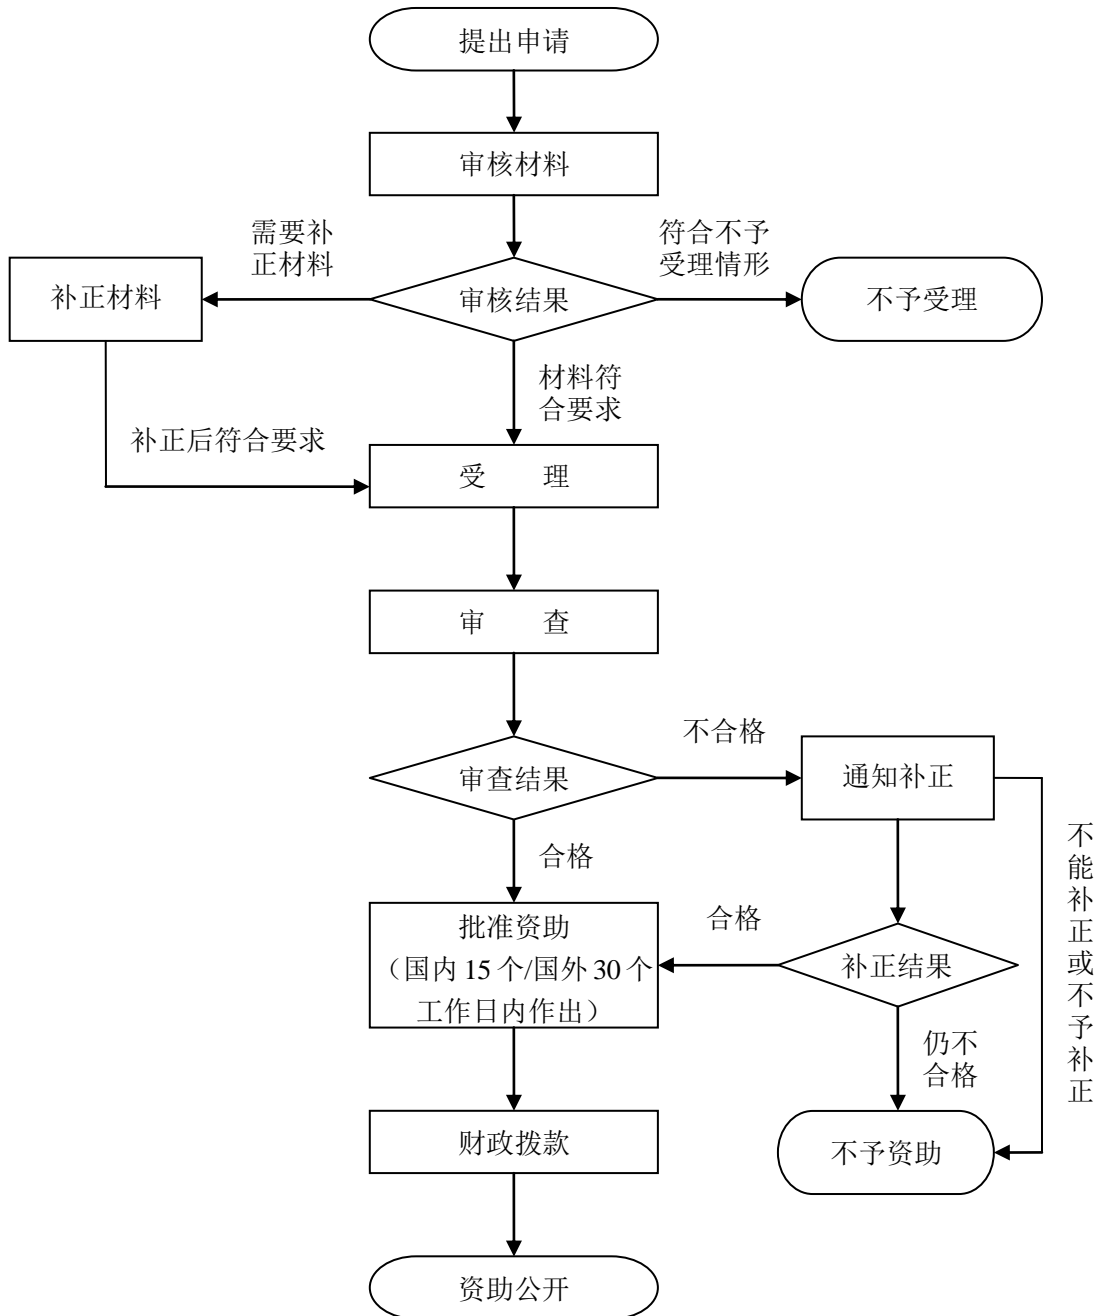 提出申请
审核材料
需要补
正材料
符合不予
受理情形
补正材料
审核结果
不予受理
材料符
合要求
补正后符合要求
受 理
审 查
不合格
审查结果
通知补正
合格
不能补正或不予补正
批准资助
（国内 15 个/国外 30 个
工作日内作出）
合格
补正结果
仍不
合格
财政拨款
不予资助
资助公开